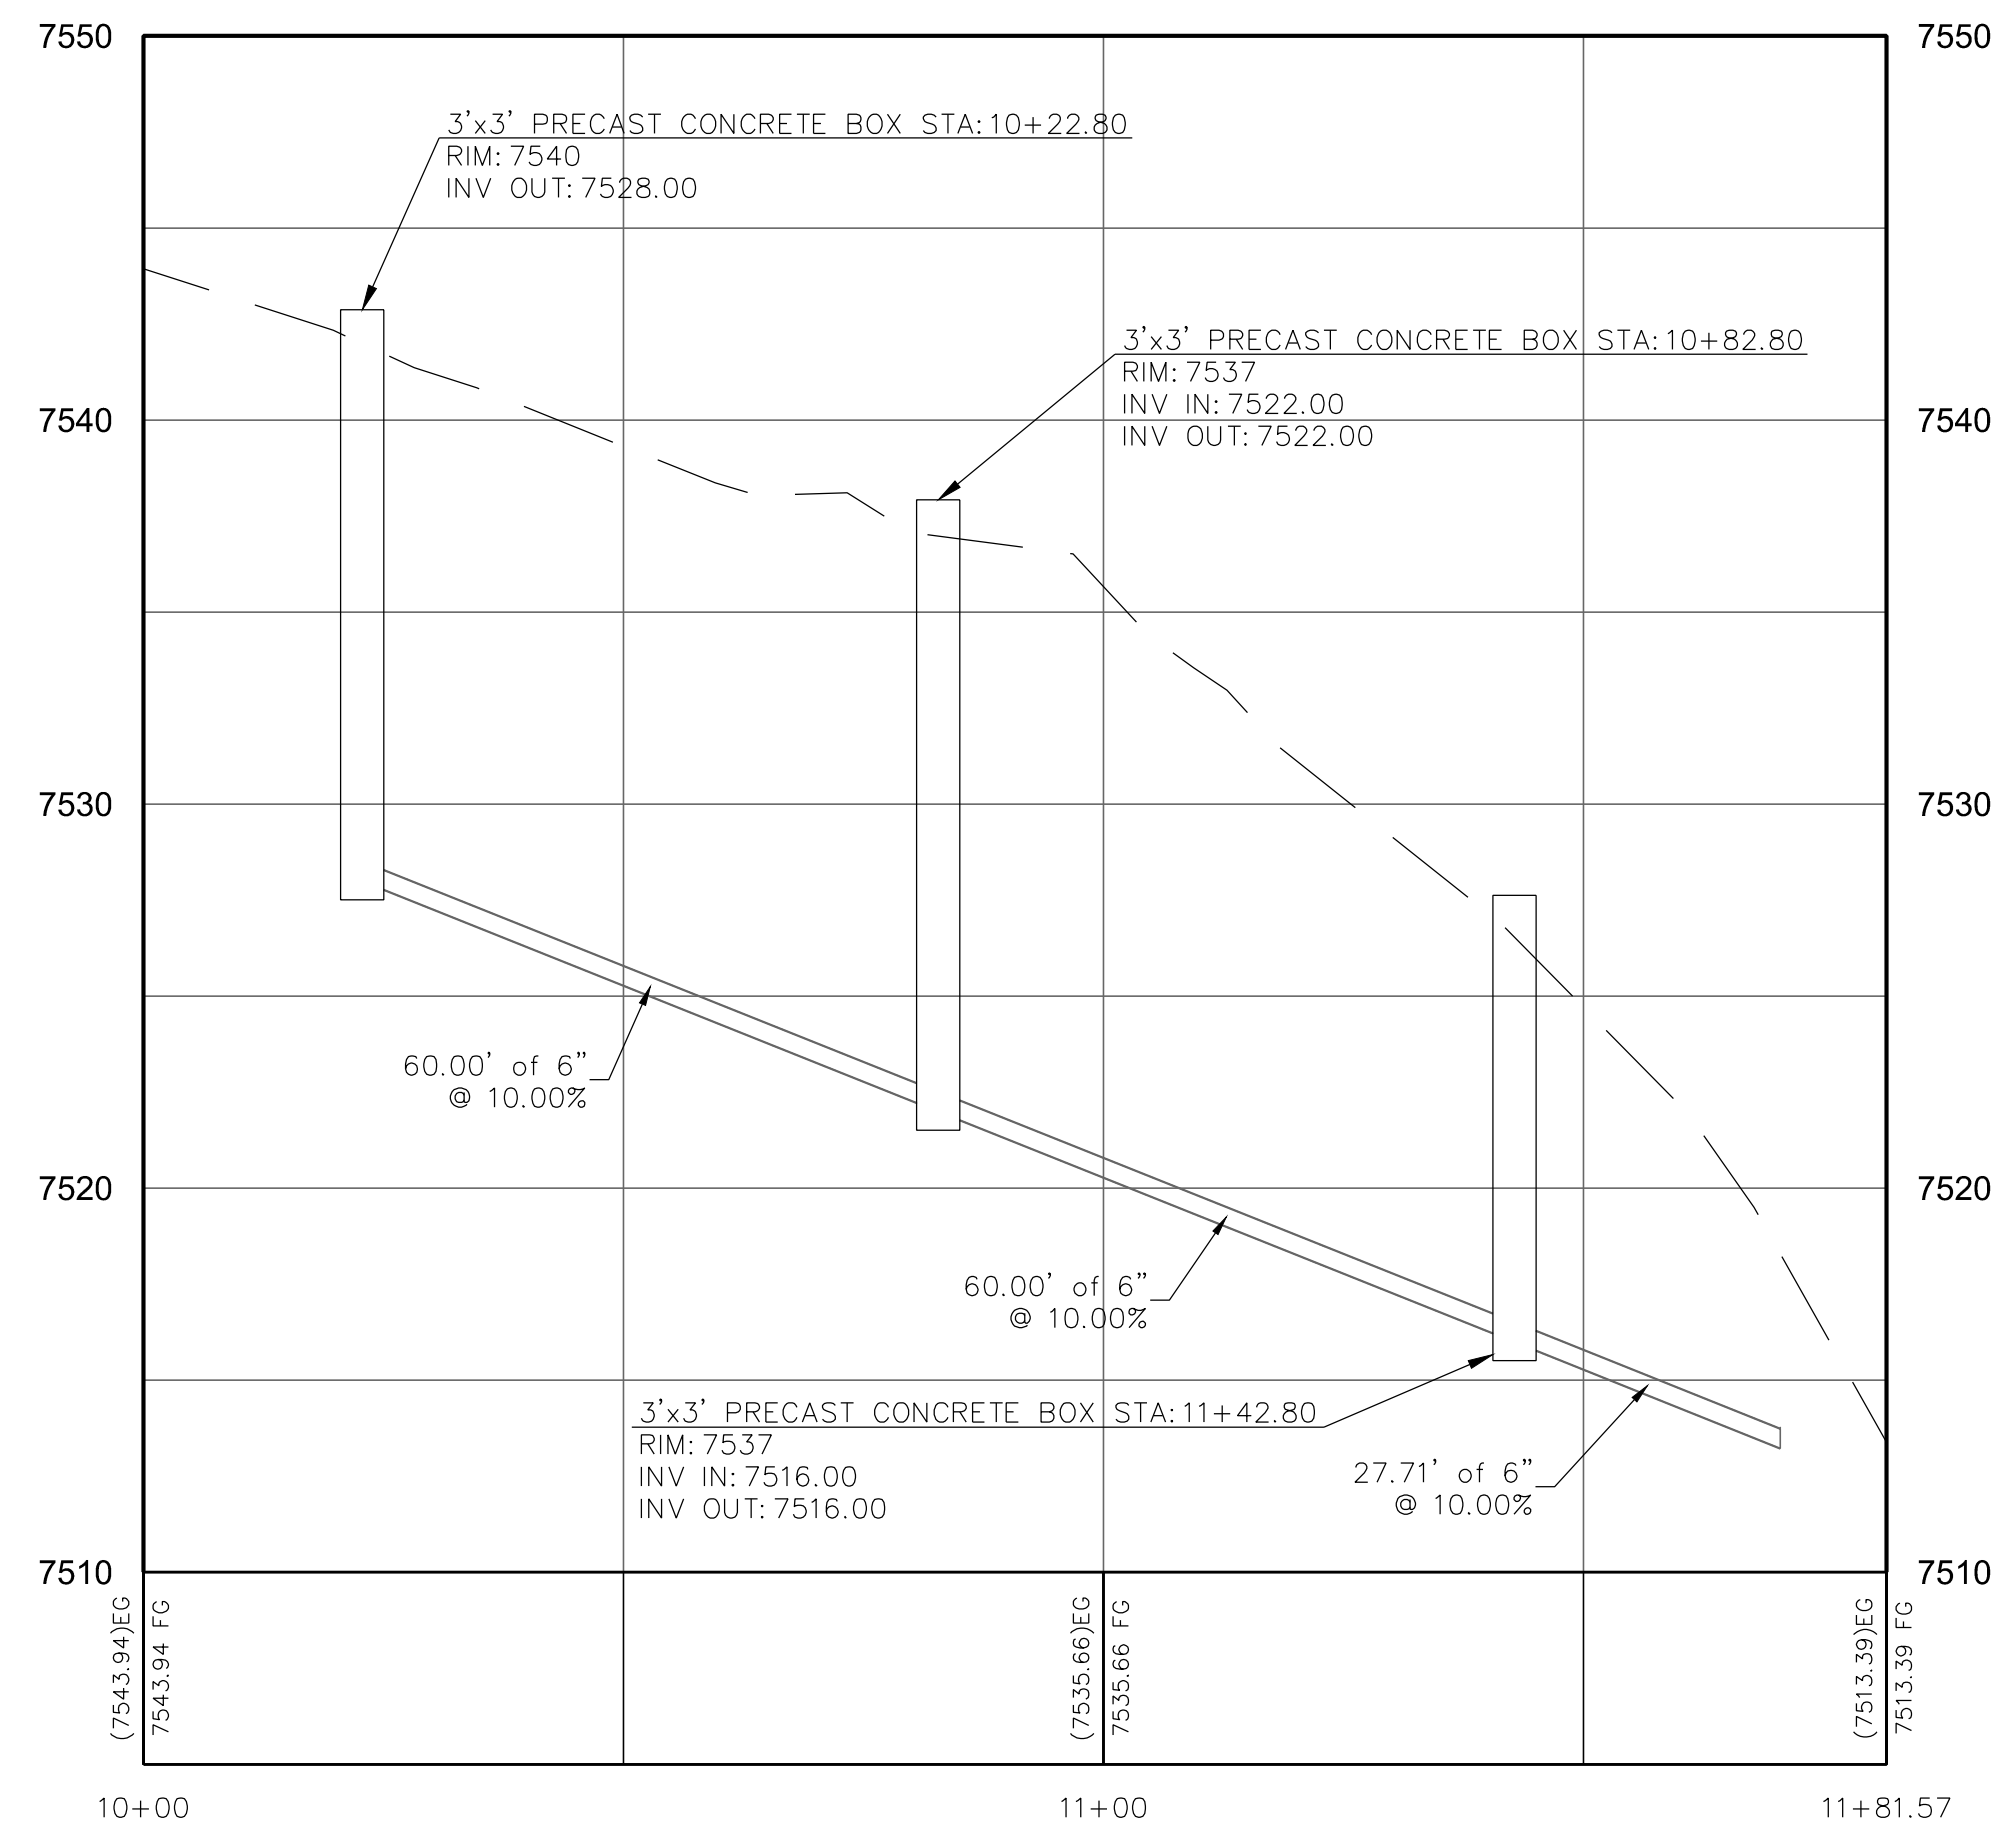 7550
7550
3'x3' PRECAST CONCRETE BOX STA:10+22.80
RIM: 7540
INV OUT: 7528.00
3'x3' PRECAST CONCRETE BOX STA:10+82.80
RIM: 7537
INV IN: 7522.00
INV OUT: 7522.00
7540
7540
7530
7530
60.00' of 6"
@ 10.00%
7520
7520
60.00' of 6"
@ 10.00%
3'x3' PRECAST CONCRETE BOX STA:11+42.80
RIM: 7537
INV IN: 7516.00
INV OUT: 7516.00
27.71' of 6"
@ 10.00%
7510
7510
(7543.94)EG
7543.94 FG
(7535.66)EG
7535.66 FG
(7513.39)EG
7513.39 FG
10+00
11+00
11+81.57